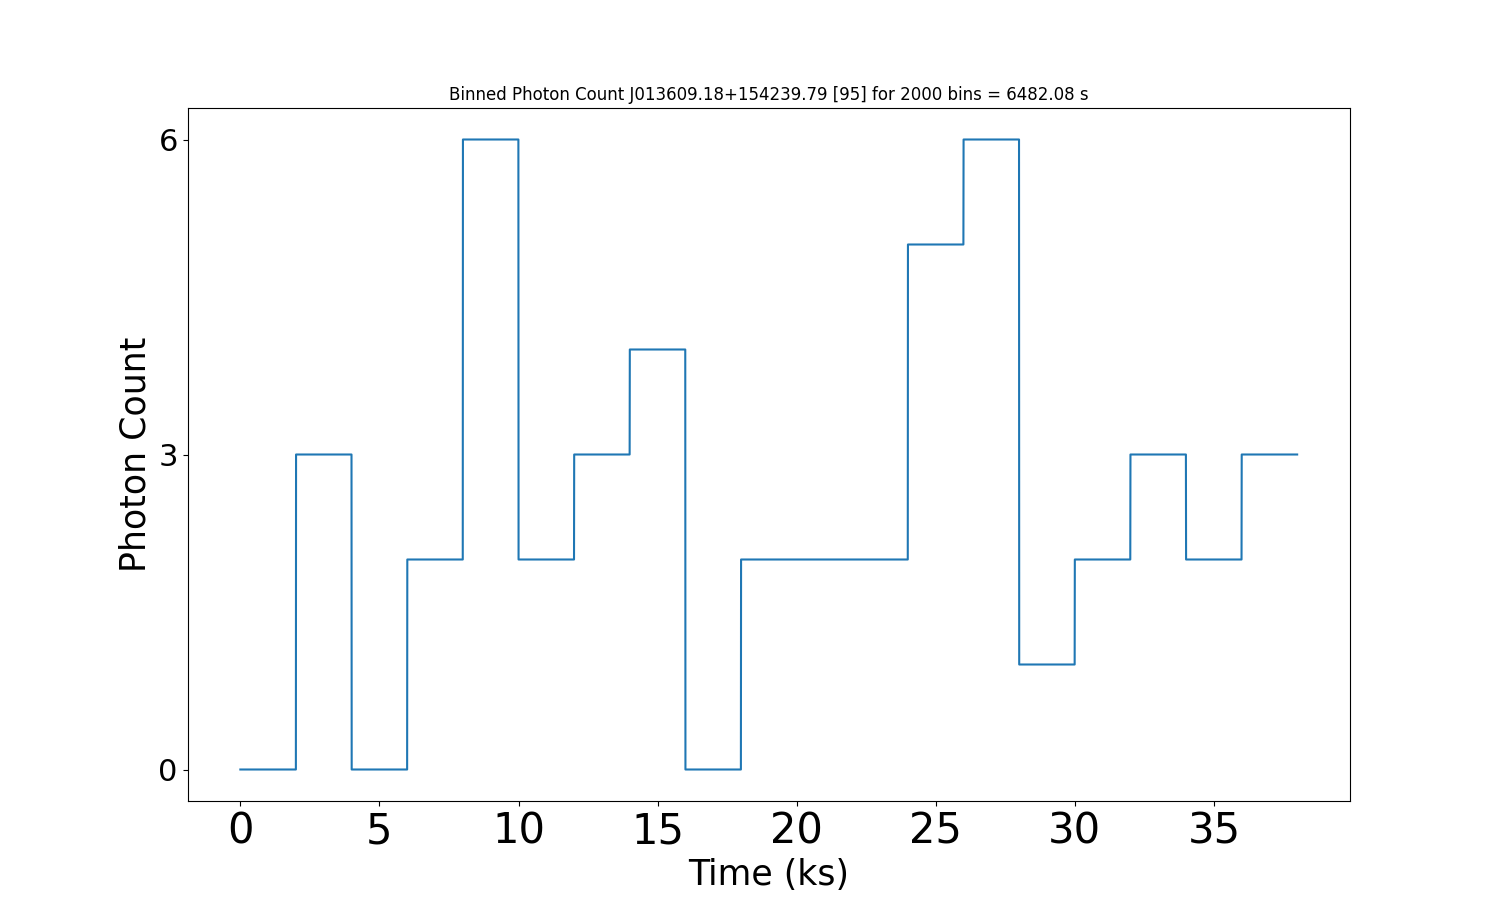 Binned Photon Count J013609.18+154239.79 [95] for 2000 bins = 6482.08 s
Photon Count
6
3
0
0 5 10 15 20 25 30 35
Time (ks)